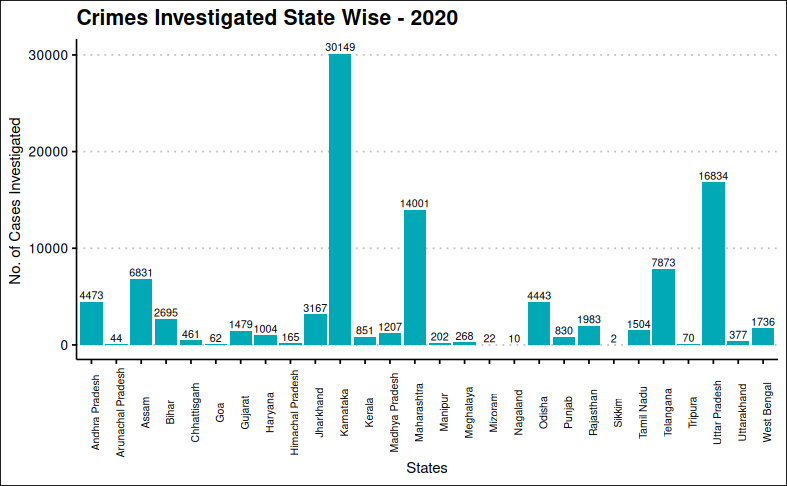 Crimes Investigated State Wise - 2020
No. of Cases Investigated
30000
20000
10000
0
4473
44
6831
2695
461
62
1479
1004
165
3167
30149
851
1207
14001
202
268
22
10
4443
830
1983
2
1504
7873
70
16834
377
1736
Andhra Pradesh
Arunachal Pradesh
Assam
Bihar
Chhattisgarh
Goa
Gujarat
Haryana
Himachal Pradesh
Jharkhand
Karnataka
Kerala
Madhya Pradesh
Maharashtra
Manipur
Meghalaya
Mizoram
Nagaland
Odisha
Punjab
Rajasthan
Sikkim
Tamil Nadu
Telangana
Tripura
Uttar Pradesh
Uttarakhand
West Bengal
States